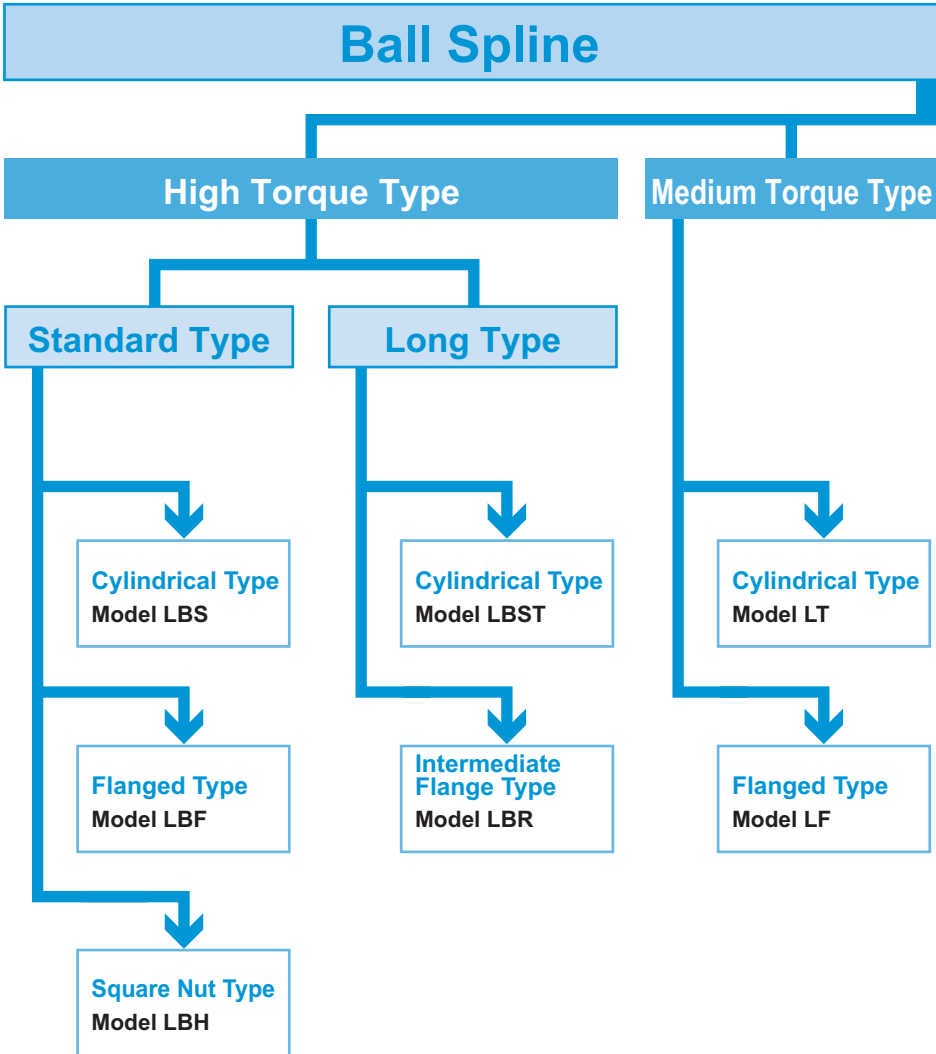 Ball Spline
High Torque Type
Medium Torque Type
Standard Type
Long Type
Cylindrical Type
Model LBS
Cylindrical Type
Model LBST
Cylindrical Type
Model LT
Flanged Type
Model LBF
Intermediate
Flange Type
Model LBR
Flanged Type
Model LF
Square Nut Type
Model LBH